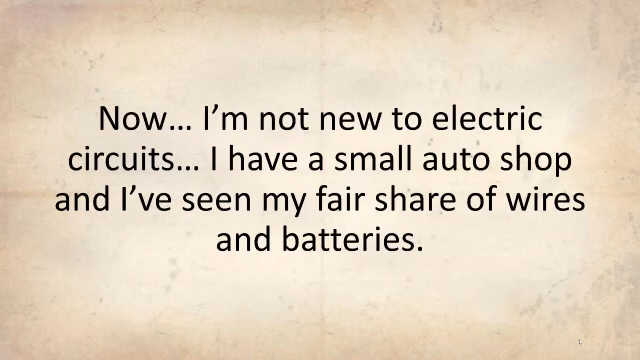 Now… I’m not new to electric
circuits… I have a small auto shop
and I’ve seen my fair share of wires
and batteries.